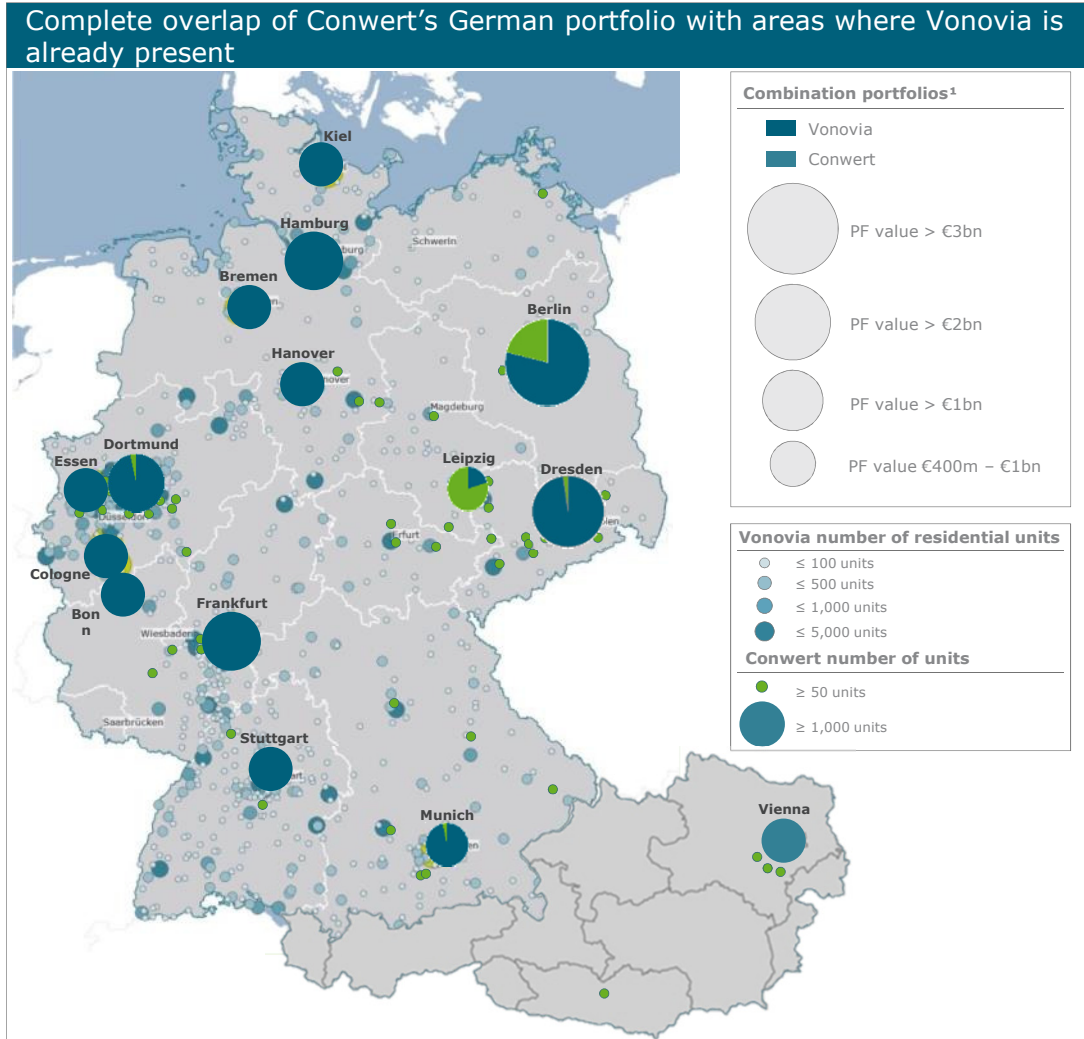 Complete overlap of Conwert's German portfolio with areas where Vonovia is
already present
Combination portfolios¹
Vonovia
Conwert
PF value > €3bn
PF value > €2bn
PF value > €1bn
PF value €400m – €1bn
Vonovia number of residential units
≤ 100 units
≤ 500 units
≤ 1,000 units
≤ 5,000 units
Conwert number of units
≥ 50 units
≥ 1,000 units
Kiel
Hamburg
Schwerin
Bremen
Berlin
Hanover
Magdeburg
Dortmund
Essen
Leipzig
Dresden
Düsseldorf
Erfurt
Cologne
Bon
n
Frankfurt
Wiesbaden
Saarbrücken
Stuttgart
Munich
Vienna